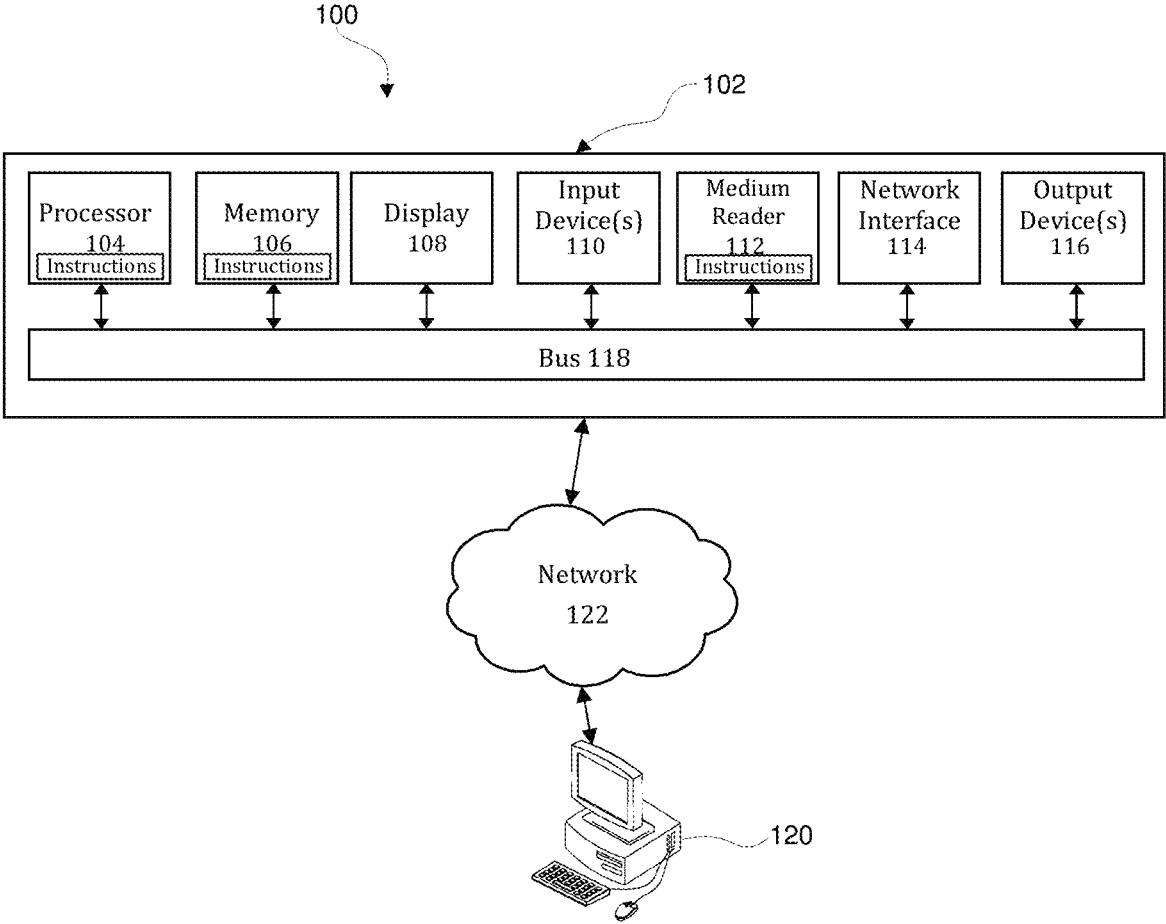 100
102
Processor
104
Instructions
Memory
106
Instructions
Display
108
Input
Device(s)
110
Medium
Reader
112
Instructions
Network
Interface
114
Output
Device(s)
116
Bus 118
Network
122
120